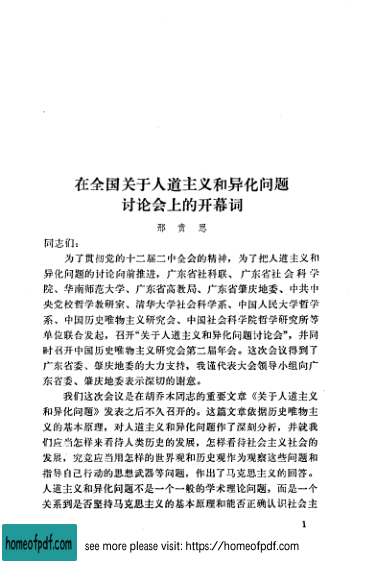 在全国关于人道主义和异化问题
讨论会上的开幕词
邢贲思
同志们：
为了贯彻党的十二届二中全会的精神，为了把人道主义和
异化问题的讨论向前推进，广东省社科联、广东省社会科学
院、华南师范大学、广东省高教局、广东省肇庆地委、中共中
央党校哲学教研室、清华大学社会科学系、中国人民大学哲学
系、中国历史唯物主义研究会、中国社会科学院哲学研究所等
单位联合发起，召开“关于人道主义和异化问题讨论会”，并同
时召开中国历史唯物主义研究会第二届年会。这次会议得到了
广东省委、肇庆地委的大力支持，我谨代表大会领导小组向广
东省委、肇庆地委表示深切的谢意。
我们这次会议是在胡乔木同志的重要文章《关于人道主义
和异化问题》发表之后不久召开的。这篇文章依据历史唯物主
义的基本原理，对人道主义和异化问题作了深刻分析，并就我
们应当怎样来看待人类历史的发展，怎样看待社会主义社会的
发展，究竟应当用怎样的世界观和历史观作为观察这些问题和
指导自己行动的思想武器等问题，作出了马克思主义的回答。
人道主义和异化问题不是一个一般的学术理论问题，而是一个
关系到是否坚持马克思主义的基本原理和能否正确认识社会主
1
homeofpdf.com
see more please visit: https://homeofpdf.com